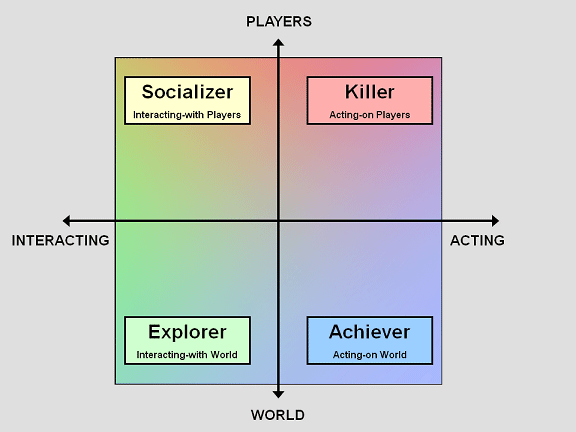 PLAYERS
Socializer
Interacting-with Players
Killer
Acting-on Players
INTERACTING
ACTING
Explorer
Interacting-with World
Achiever
Acting-on World
WORLD